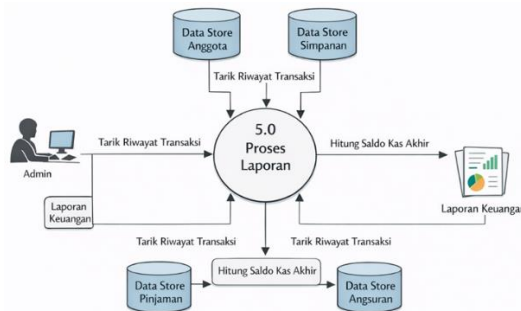 Data Store
Anggota
Data Store
Simpanan
Tarik Riwayat Transaksi
5.0
Proses
Laporan
Tarik Riwayat Transaksi
Hitung Saldo Kas Akhir
Admin
Laporan
Keuangan
Laporan Keuangan
Tarik Riwayat Transaksi
Tarik Riwayat Transaksi
Hitung Saldo Kas Akhir
Data Store
Pinjaman
Data Store
Angsuran